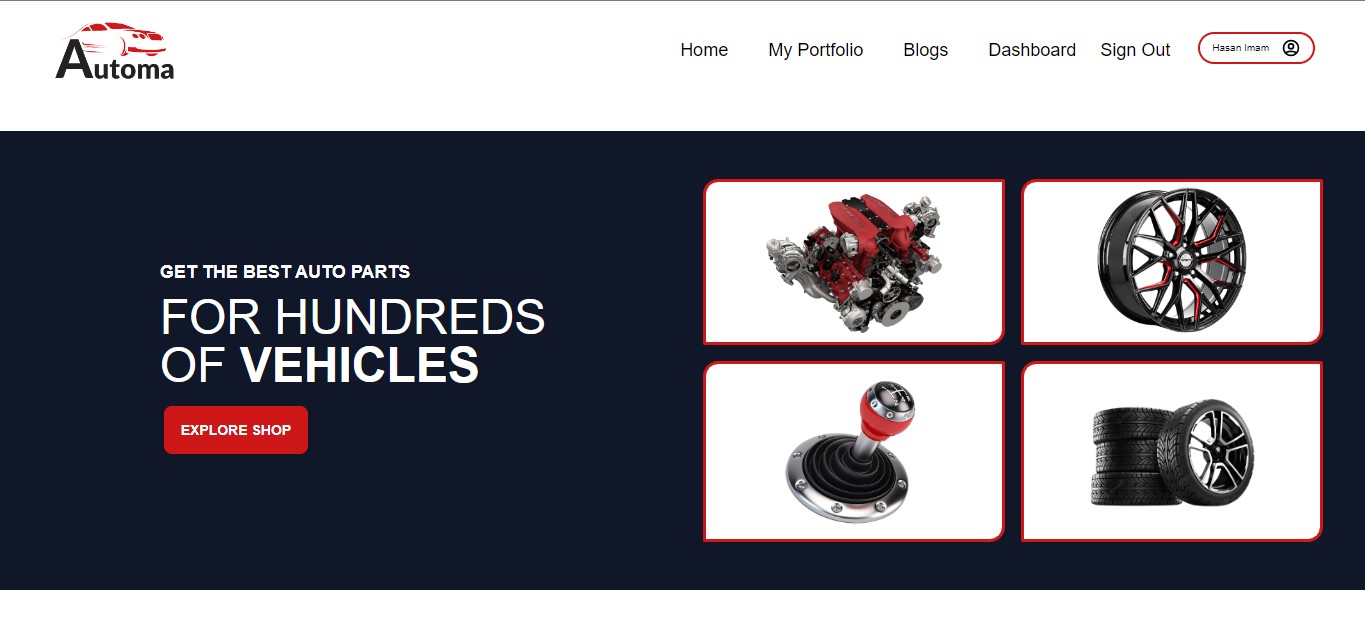 Automa
Home My Portfolio Blogs Dashboard Sign Out Hasan Imam
GET THE BEST AUTO PARTS
FOR HUNDREDS
OF VEHICLES
EXPLORE SHOP